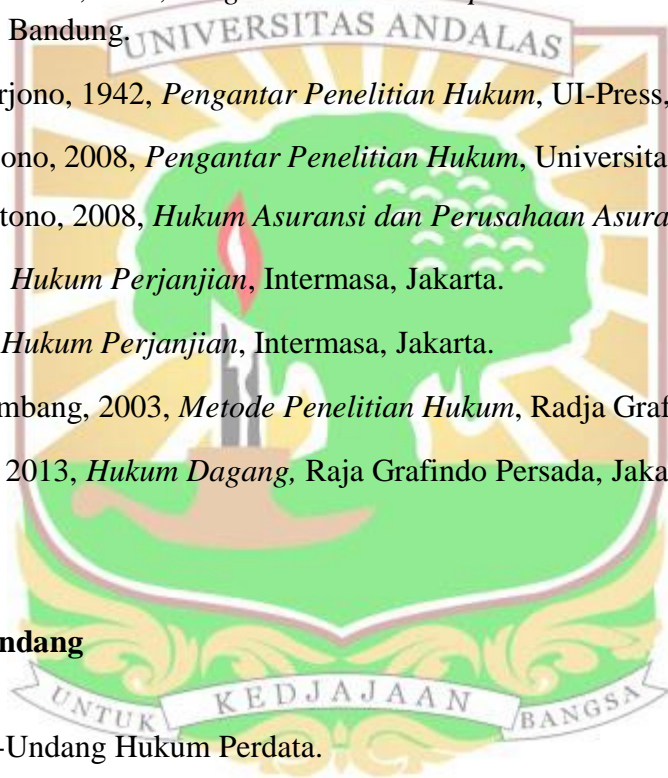 Bandung.
UNIVERSITAS ANDALAS
rjono, 1942, Pengantar Penelitian Hukum, UI-Press,
ono, 2008, Pengantar Penelitian Hukum, Universita
tono, 2008, Hukum Asuransi dan Perusahaan Asura
Hukum Perjanjian, Intermasa, Jakarta.
Hukum Perjanjian, Intermasa, Jakarta.
mbang, 2003, Metode Penelitian Hukum, Radja Graf
2013, Hukum Dagang, Raja Grafindo Persada, Jaka
ndang
UNTUK KEDJAJAAN BANGSA
-Undang Hukum Perdata.